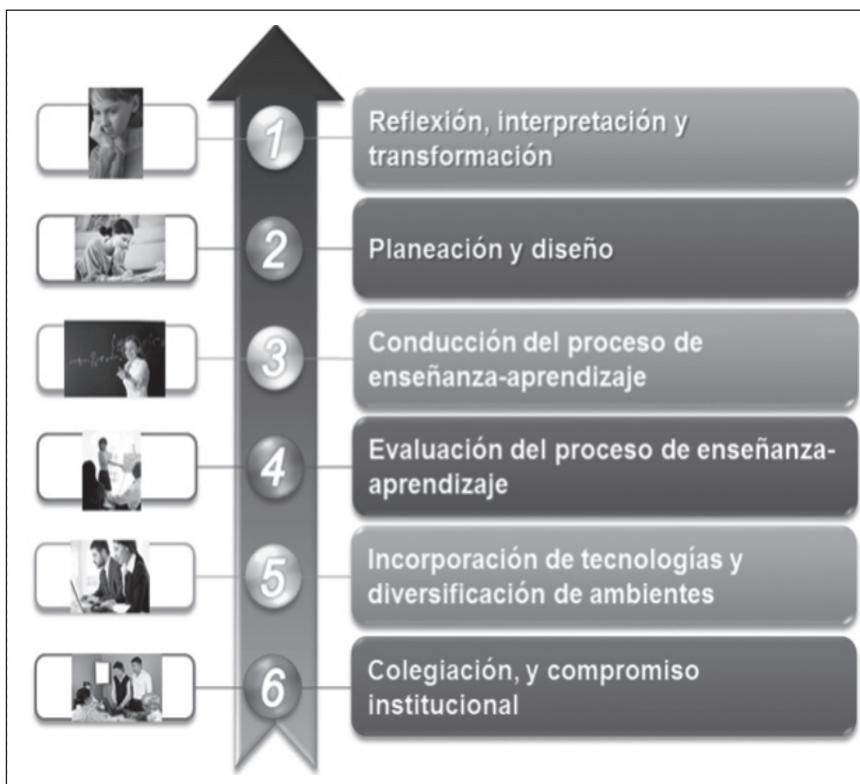 1
Reflexión, interpretación y
transformación
2
Planeación y diseño
3
Conducción del proceso de
enseñanza-aprendizaje
4
Evaluación del proceso de enseñanza-
aprendizaje
5
Incorporación de tecnologías y
diversificación de ambientes
6
Colegiación, y compromiso
institucional